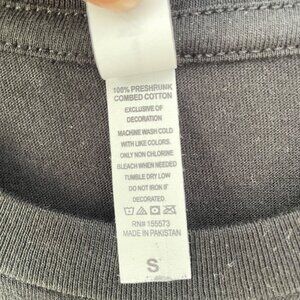 100% PRESHRUNK
COMBED COTTON
EXCLUSIVE OF
DECORATION
MACHINE WASH COLD
WITH LIKE COLORS.
ONLY NON CHLORINE
BLEACH WHEN NEEDED
TUMBLE DRY LOW
DO NOT IRON IF
DECORATED
RN# 155573
MADE IN PAKISTAN
S